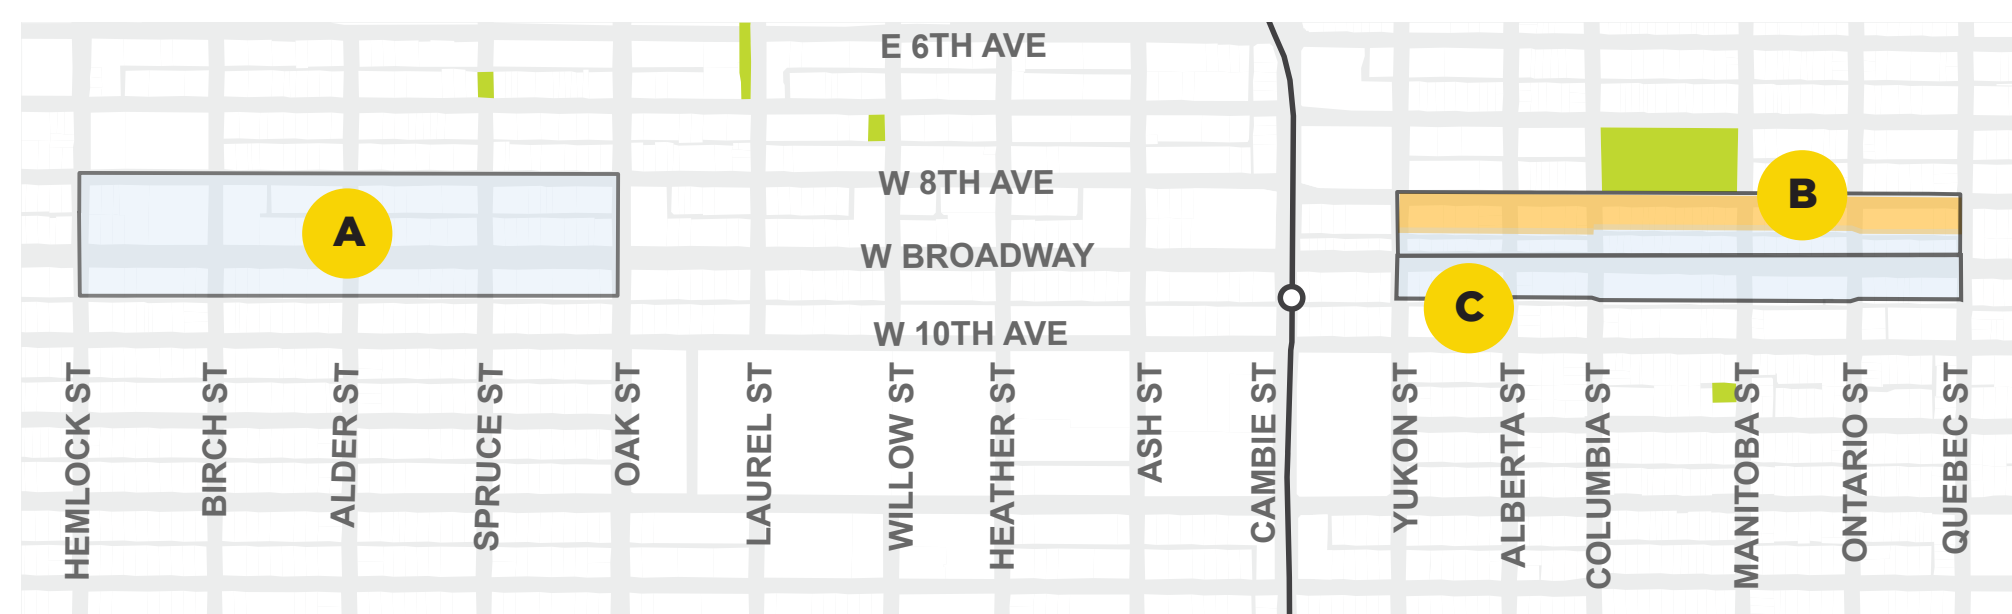 E 6TH AVE
W 8TH AVE
B
A
W BROADWAY
C
W 10TH AVE
HEMLOCK ST
BIRCH ST
ALDER ST
SPRUCE ST
OAK ST
LAUREL ST
WILLOW ST
HEATHER ST
ASH ST
CAMBIE ST
YUKON ST
ALBERTA ST
COLUMBIA ST
MANITOBA ST
ONTARIO ST
QUEBEC ST